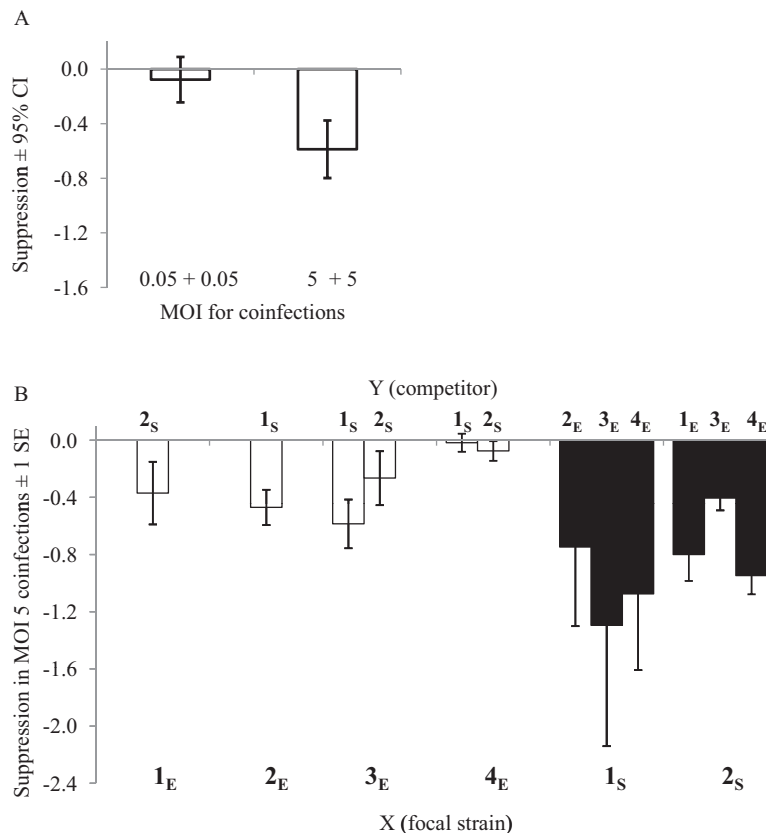 A
Suppression ± 95% CI
0.0
-0.4
-0.8
-1.2
-1.6
0.05 + 0.05 5 + 5
MOI for coinfections
B
Y (competitor)
Suppression in MOI 5 coinfections ± 1 SE
2S 1S 1S 2S 1S 2S 2E 3E 4E 1E 3E 4E
0.0
-0.4
-0.8
-1.2
-1.6
-2.0
-2.4
1E 2E 3E 4E 1S 2S
X (focal strain)